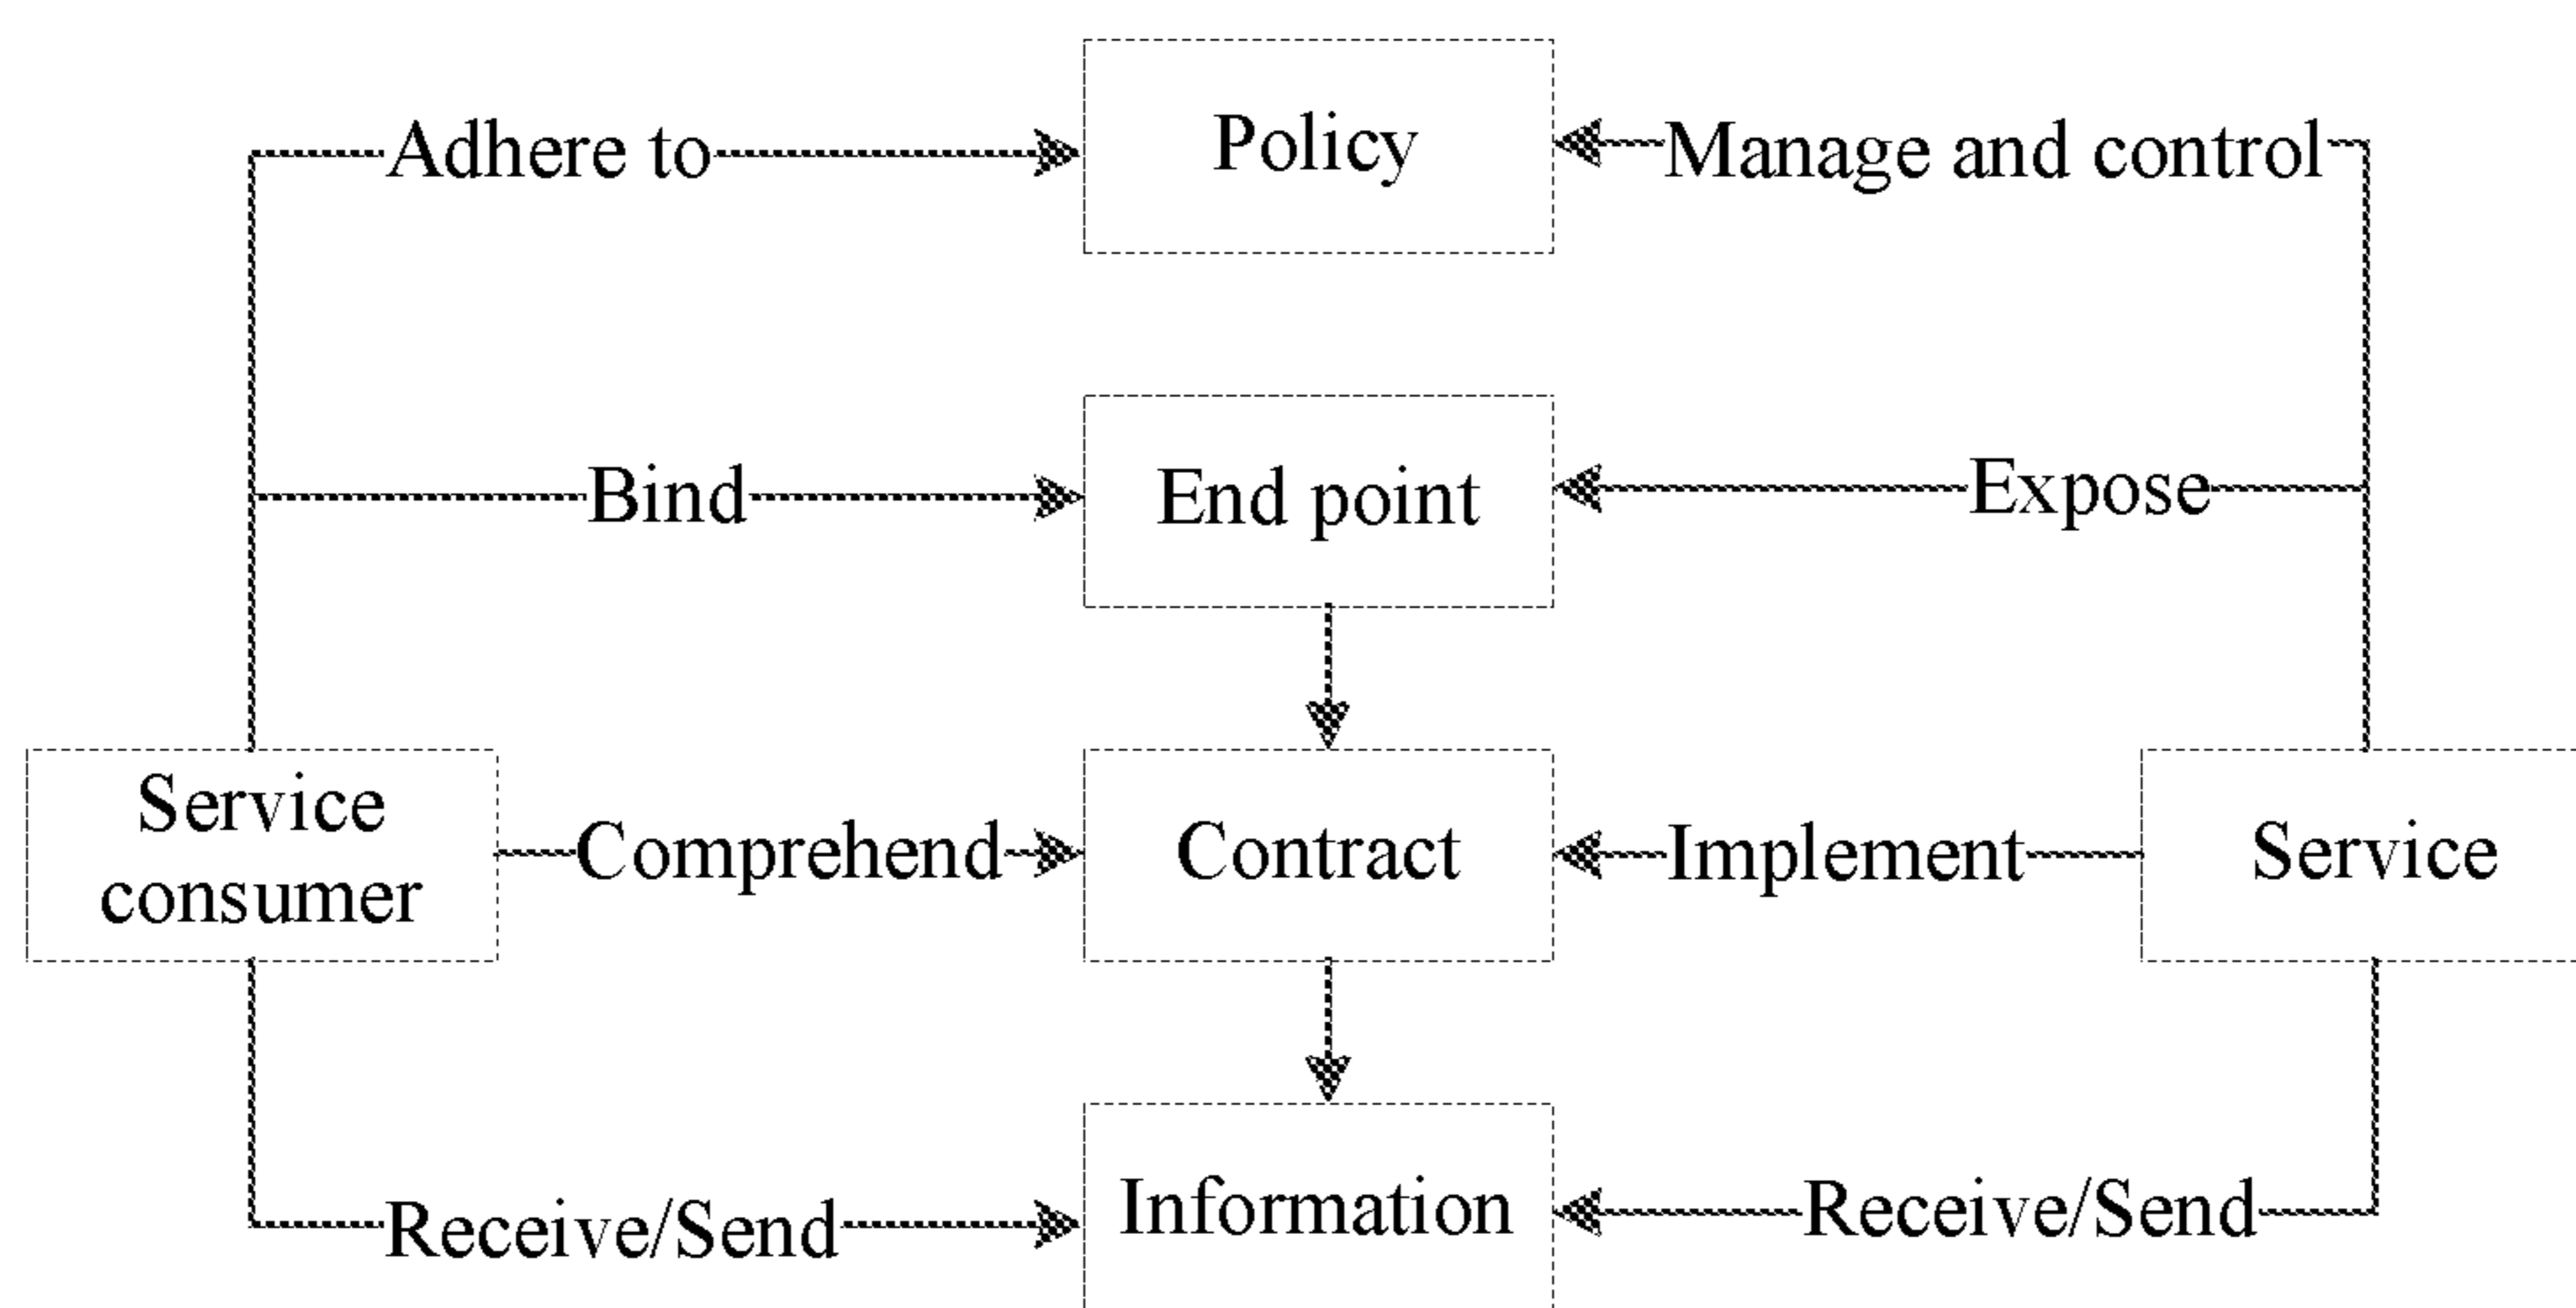 Adhere to
Policy
Manage and control
Bind
End point
Expose
Service
consumer
Comprehend
Contract
Implement
Service
Receive/Send
Information
Receive/Send